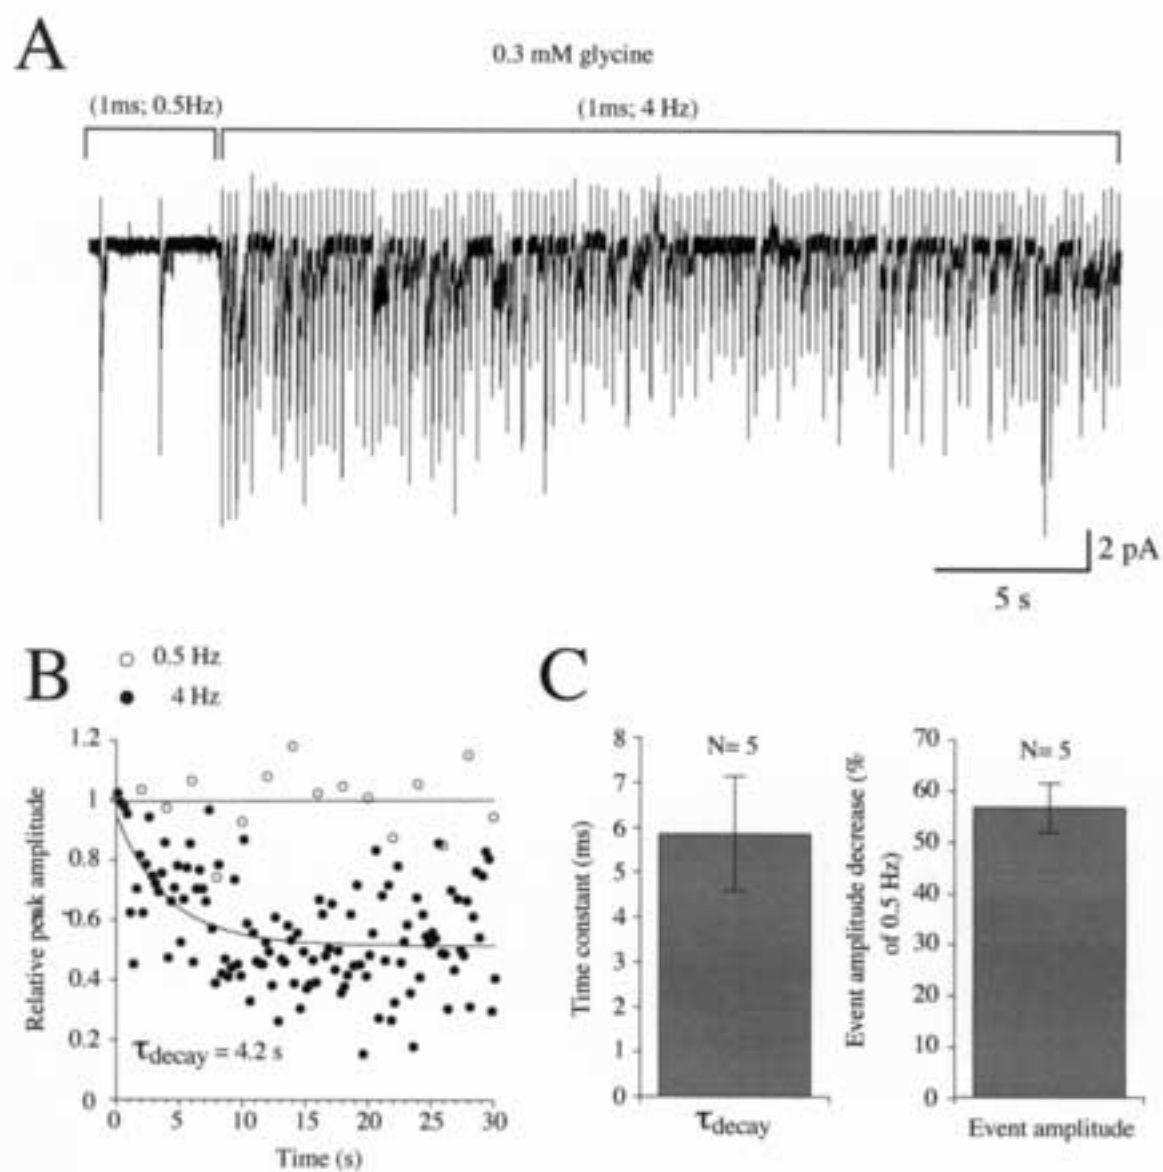 A
0.3 mM glycine
(1ms; 0.5Hz)
(1ms; 4 Hz)
2 pA
5 s
B
0.5 Hz
4 Hz
Relative peak amplitude
1.2
1
0.8
0.6
0.4
0.2
0
τdecay = 4.2 s
0
5
10
15
20
25
30
Time (s)
C
Time constant (ms)
8
7
6
5
4
3
2
1
0
N= 5
τdecay
Event amplitude decrease (%
of 0.5 Hz)
70
60
50
40
30
20
10
0
N= 5
Event amplitude